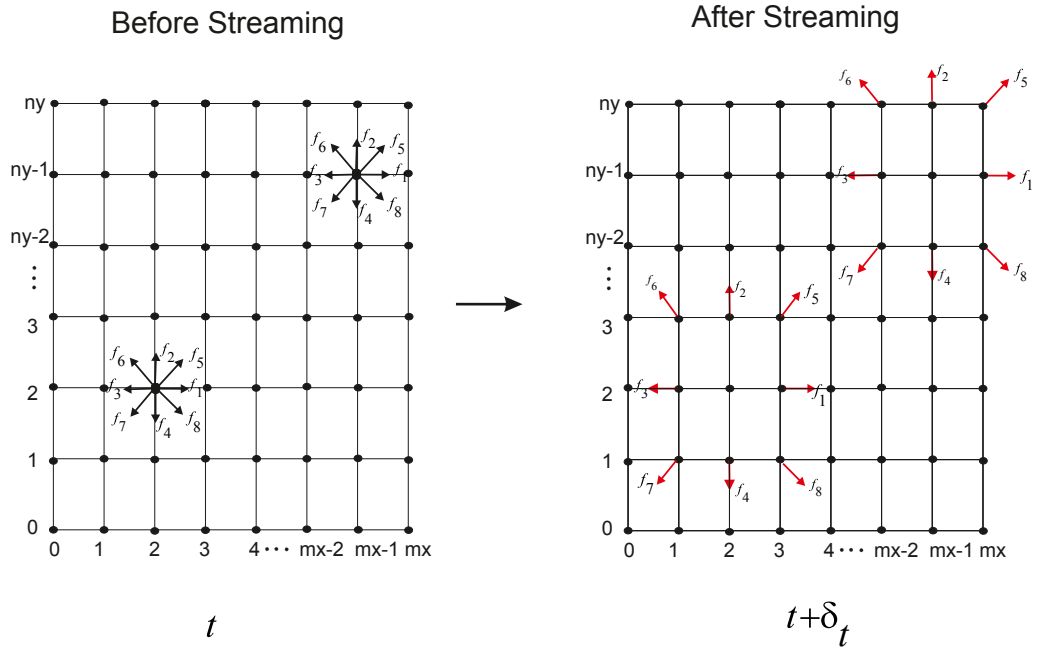 Before Streaming
After Streaming
ny
f6 f2 f5
ny-1
f3 f1
f7 f4 f8
ny-2
⋮
3
f6 f2 f5
2
f3 f1
f7 f4 f8
1
0
0 1 2 3 4 ··· mx-2 mx-1 mx
t
f6 f2 f5
ny
ny-1
f3 f1
ny-2
f7 f4 f8
⋮
f6 f2 f5
3
2
f3 f1
1
f7 f4 f8
0
0 1 2 3 4 ··· mx-2 mx-1 mx
t+δt